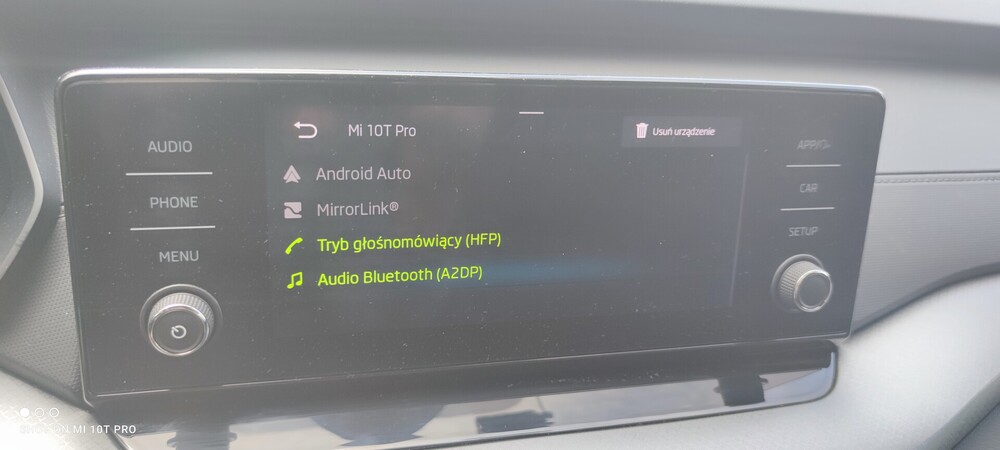 AUDIO
PHONE
MENU
Mi 10T Pro
Usuń urządzenie
Android Auto
MirrorLink®
Tryb głośnomówiący (HFP)
Audio Bluetooth (A2DP)
CAR
SETUP
MI 10T PRO